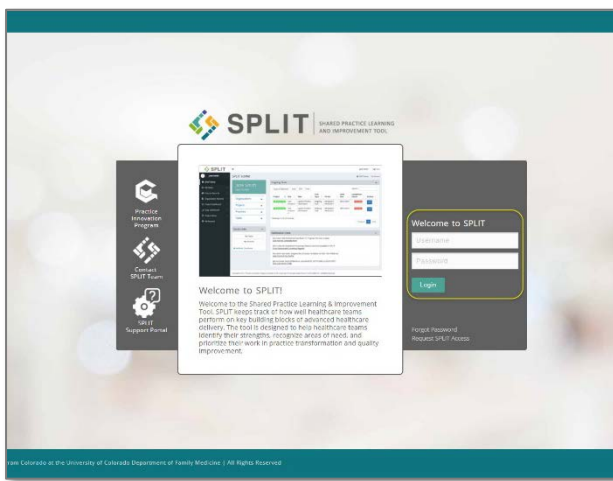 SPLIT
SHARED PRACTICE LEARNING
AND IMPROVEMENT TOOL
Practice
Innovation
Program
Contact
SPLIT Team
SPLIT
Support Portal
SPLIT
Welcome to SPLIT!
Welcome to the Shared Practice Learning & Improvement
Tool. SPLIT keeps track of how well healthcare teams
perform on key building blocks of advanced healthcare
delivery. The tool is designed to help healthcare teams
identify their strengths, recognize areas of need, and
prioritize their work in practice transformation and quality
improvement.
Welcome to SPLIT
Username
Password
Login
Forgot Password
Request SPLIT Access
from Colorado at the University of Colorado Department of Family Medicine | All Rights Reserved